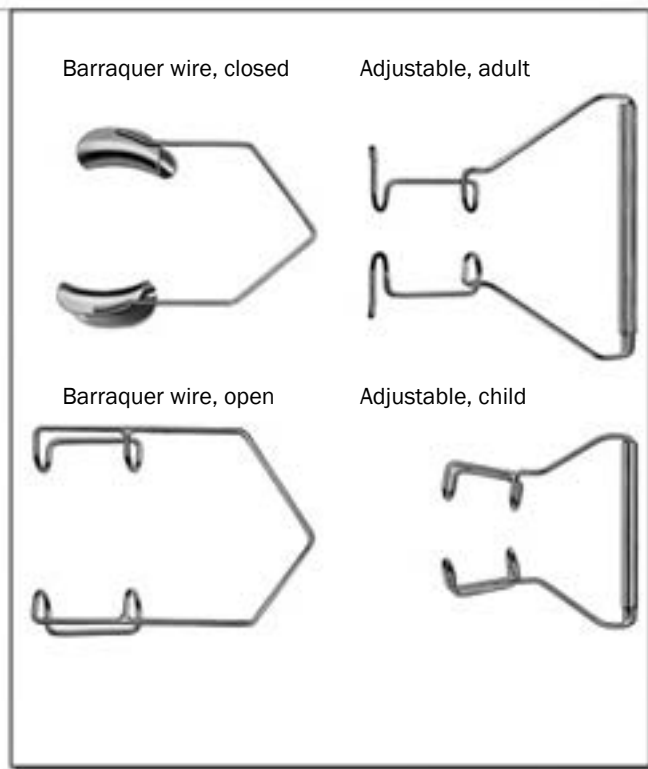 Barraquer wire, closed
Adjustable, adult
Barraquer wire, open
Adjustable, child